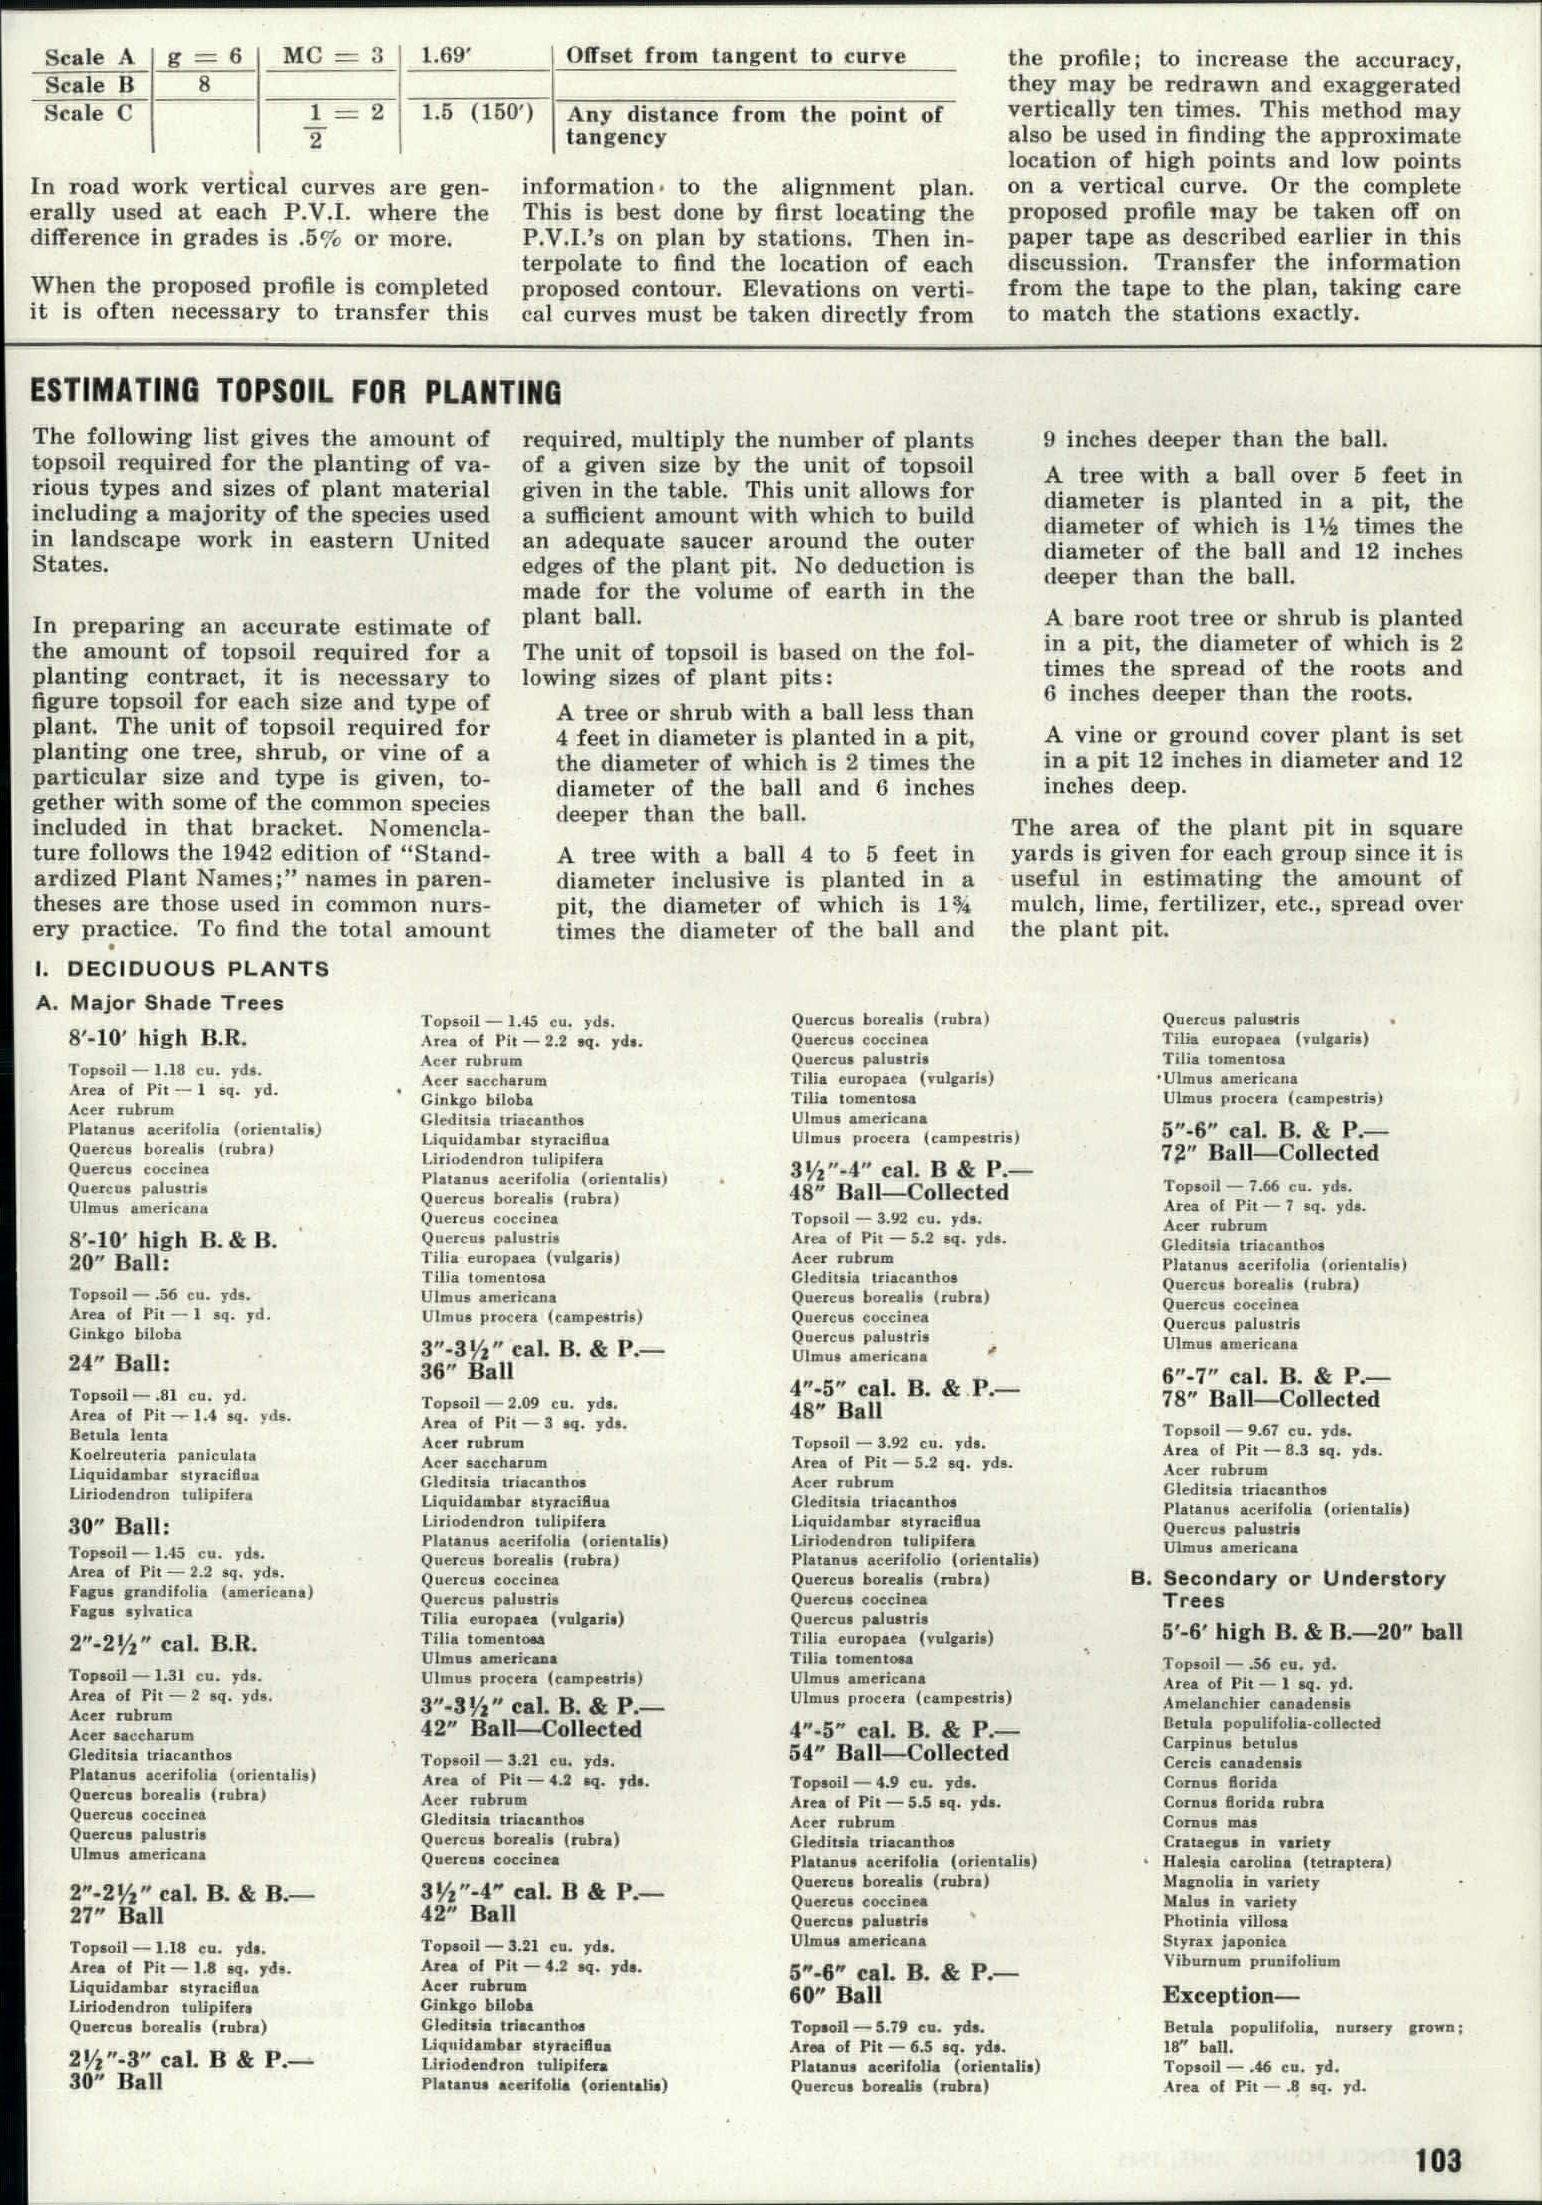 Scale A g = 6 MC = 3 1.69′ Offset from tangent to curve
Scale B 8
Scale C 1/2 = 2 1.5 (150′) Any distance from the point of
tangency
In road work vertical curves are gen-
erally used at each P.V.I. where the
difference in grades is .5% or more.
When the proposed profile is completed
it is often necessary to transfer this
information to the alignment plan.
This is best done by first locating the
P.V.I.'s on plan by stations. Then in-
terpolate to find the location of each
proposed contour. Elevations on verti-
cal curves must be taken directly from
the profile; to increase the accuracy,
they may be redrawn and exaggerated
vertically ten times. This method may
also be used in finding the approximate
location of high points and low points
on a vertical curve. Or the complete
proposed profile may be taken off on
paper tape as described earlier in this
discussion. Transfer the information
from the tape to the plan, taking care
to match the stations exactly.
ESTIMATING TOPSOIL FOR PLANTING
The following list gives the amount of
topsoil required for the planting of va-
rious types and sizes of plant material
including a majority of the species used
in landscape work in eastern United
States.
In preparing an accurate estimate of
the amount of topsoil required for a
planting contract, it is necessary to
figure topsoil for each size and type of
plant. The unit of topsoil required for
planting one tree, shrub, or vine of a
particular size and type is given, to-
gether with some of the common species
included in that bracket. Nomencla-
ture follows the 1942 edition of "Stand-
ardized Plant Names;" names in paren-
theses are those used in common nurs-
ery practice. To find the total amount
required, multiply the number of plants
of a given size by the unit of topsoil
given in the table. This unit allows for
a sufficient amount with which to build
an adequate saucer around the outer
edges of the plant pit. No deduction is
made for the volume of earth in the
plant ball.
The unit of topsoil is based on the fol-
lowing sizes of plant pits:
A tree or shrub with a ball less than
4 feet in diameter is planted in a pit,
the diameter of which is 2 times the
diameter of the ball and 6 inches
deeper than the ball.
A tree with a ball 4 to 5 feet in
diameter inclusive is planted in a
pit, the diameter of which is 1¾
times the diameter of the ball and
9 inches deeper than the ball.
A tree with a ball over 5 feet in
diameter is planted in a pit, the
diameter of which is 1½ times the
diameter of the ball and 12 inches
deeper than the ball.
A bare root tree or shrub is planted
in a pit, the diameter of which is 2
times the spread of the roots and
6 inches deeper than the roots.
A vine or ground cover plant is set
in a pit 12 inches in diameter and 12
inches deep.
The area of the plant pit in square
yards is given for each group since it is
useful in estimating the amount of
mulch, lime, fertilizer, etc., spread over
the plant pit.
I. DECIDUOUS PLANTS
A. Major Shade Trees
8′-10′ high B.R.
Topsoil — 1.18 cu. yds.
Area of Pit — 1 sq. yd.
Acer rubrum
Platanus acerifolia (orientalis)
Quercus borealis (rubra)
Quercus coccinea
Quercus palustris
Ulmus americana
8′-10′ high B. & B.
20″ Ball:
Topsoil — .56 cu. yds.
Area of Pit — 1 sq. yd.
Ginkgo biloba
24″ Ball:
Topsoil — .81 cu. yd.
Area of Pit — 1.4 sq. yds.
Betula lenta
Koelreuteria paniculata
Liquidambar styraciflua
Liriodendron tulipifera
30″ Ball:
Topsoil — 1.45 cu. yds.
Area of Pit — 2.2 sq. yds.
Fagus grandifolia (americana)
Fagus sylvatica
2″-2½″ cal. B.R.
Topsoil — 1.31 cu. yds.
Area of Pit — 2 sq. yds.
Acer rubrum
Acer saccharum
Gleditsia triacanthos
Platanus acerifolia (orientalis)
Quercus borealis (rubra)
Quercus coccinea
Quercus palustris
Ulmus americana
2″-2½″ cal. B. & B.—
27″ Ball
Topsoil — 1.18 cu. yds.
Area of Pit — 1.8 sq. yds.
Liquidambar styraciflua
Liriodendron tulipifera
Quercus borealis (rubra)
2½″-3″ cal. B & P.—
30″ Ball
Topsoil — 1.45 cu. yds.
Area of Pit — 2.2 sq. yds.
Acer rubrum
Acer saccharum
Ginkgo biloba
Gleditsia triacanthos
Liquidambar styraciflua
Liriodendron tulipifera
Platanus acerifolia (orientalis)
Quercus borealis (rubra)
Quercus coccinea
Quercus palustris
Tilia europaea (vulgaris)
Tilia tomentosa
Ulmus americana
Ulmus procera (campestris)
3″-3½″ cal. B. & P.—
36″ Ball
Topsoil — 2.09 cu. yds.
Area of Pit — 3 sq. yds.
Acer rubrum
Acer saccharum
Gleditsia triacanthos
Liquidambar styraciflua
Liriodendron tulipifera
Platanus acerifolia (orientalis)
Quercus borealis (rubra)
Quercus coccinea
Quercus palustris
Tilia europaea (vulgaris)
Tilia tomentosa
Ulmus americana
Ulmus procera (campestris)
3″-3½″ cal. B. & P.—
42″ Ball—Collected
Topsoil — 3.21 cu. yds.
Area of Pit — 4.2 sq. yds.
Acer rubrum
Gleditsia triacanthos
Quercus borealis (rubra)
Quercus coccinea
3½″-4″ cal. B & P.—
42″ Ball
Topsoil — 3.21 cu. yds.
Area of Pit — 4.2 sq. yds.
Acer rubrum
Ginkgo biloba
Gleditsia triacanthos
Liquidambar styraciflua
Liriodendron tulipifera
Platanus acerifolia (orientalis)
Quercus borealis (rubra)
Quercus coccinea
Quercus palustris
Tilia europaea (vulgaris)
Tilia tomentosa
Ulmus americana
Ulmus procera (campestris)
3½″-4″ cal. B & P.—
48″ Ball—Collected
Topsoil — 3.92 cu. yds.
Area of Pit — 5.2 sq. yds.
Acer rubrum
Gleditsia triacanthos
Quercus borealis (rubra)
Quercus coccinea
Quercus palustris
Ulmus americana
4″-5″ cal. B. & P.—
48″ Ball
Topsoil — 3.92 cu. yds.
Area of Pit — 5.2 sq. yds.
Acer rubrum
Gleditsia triacanthos
Liquidambar styraciflua
Liriodendron tulipifera
Platanus acerifolio (orientalis)
Quercus borealis (rubra)
Quercus coccinea
Quercus palustris
Tilia europaea (vulgaris)
Tilia tomentosa
Ulmus americana
Ulmus procera (campestris)
4″-5″ cal. B. & P.—
54″ Ball—Collected
Topsoil — 4.9 cu. yds.
Area of Pit — 5.5 sq. yds.
Acer rubrum
Gleditsia triacanthos
Platanus acerifolia (orientalis)
Quercus borealis (rubra)
Quercus coccinea
Quercus palustris
Ulmus americana
5″-6″ cal. B. & P.—
60″ Ball
Topsoil — 5.79 cu. yds.
Area of Pit — 6.5 sq. yds.
Platanus acerifolia (orientalis)
Quercus borealis (rubra)
Quercus palustris
Tilia europaea (vulgaris)
Tilia tomentosa
Ulmus americana
Ulmus procera (campestris)
5″-6″ cal. B. & P.—
72″ Ball—Collected
Topsoil — 7.66 cu. yds.
Area of Pit — 7 sq. yds.
Acer rubrum
Gleditsia triacanthos
Platanus acerifolia (orientalis)
Quercus borealis (rubra)
Quercus coccinea
Quercus palustris
Ulmus americana
6″-7″ cal. B. & P.—
78″ Ball—Collected
Topsoil — 9.67 cu. yds.
Area of Pit — 8.3 sq. yds.
Acer rubrum
Gleditsia triacanthos
Platanus acerifolia (orientalis)
Quercus palustris
Ulmus americana
B. Secondary or Understory
Trees
5′-6′ high B. & B.—20″ ball
Topsoil — .56 cu. yd.
Area of Pit — 1 sq. yd.
Amelanchier canadensis
Betula populifolia-collected
Carpinus betulus
Cercis canadensis
Cornus florida
Cornus florida rubra
Cornus mas
Crataegus in variety
Halesia carolina (tetraptera)
Magnolia in variety
Malus in variety
Photinia villosa
Styrax japonica
Viburnum prunifolium
Exception—
Betula populifolia, nursery grown;
18″ ball.
Topsoil — .46 cu. yd.
Area of Pit — .8 sq. yd.
103